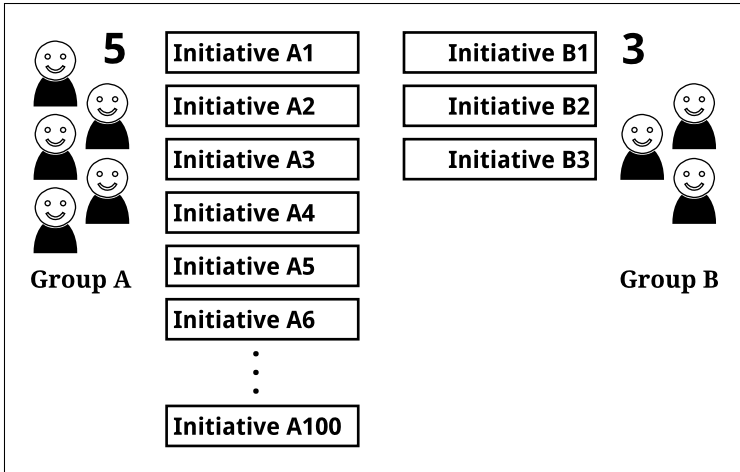 5
Initiative A1
Initiative A2
Initiative A3
Initiative A4
Initiative A5
Initiative A6
Initiative A100
Group A
Initiative B1
Initiative B2
Initiative B3
3
Group B